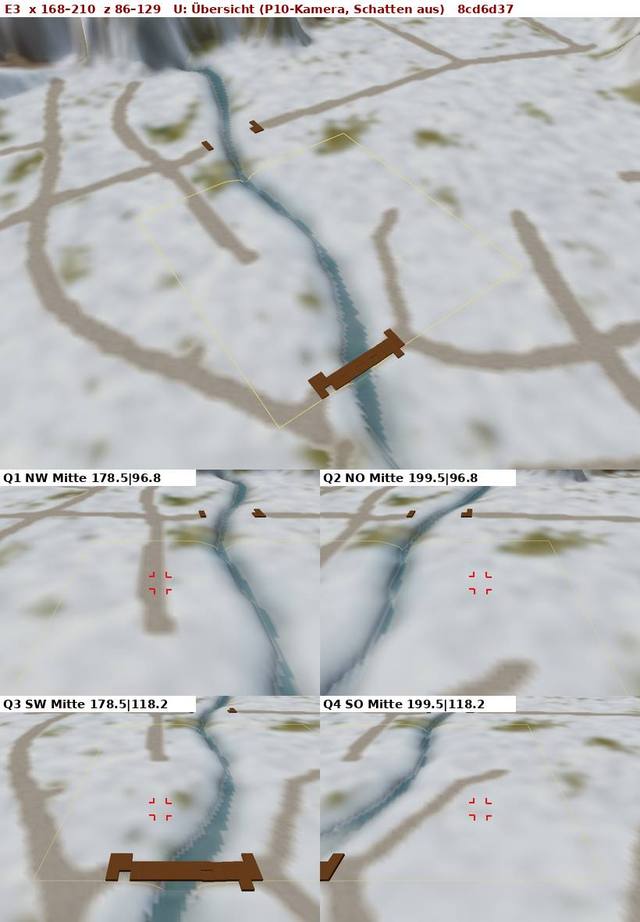 E3 x 168–210 z 86–129 U: Übersicht (P10-Kamera, Schatten aus) 8cd6d37
Q1 NW Mitte 178.5|96.8
Q2 NO Mitte 199.5|96.8
Q3 SW Mitte 178.5|118.2
Q4 SO Mitte 199.5|118.2